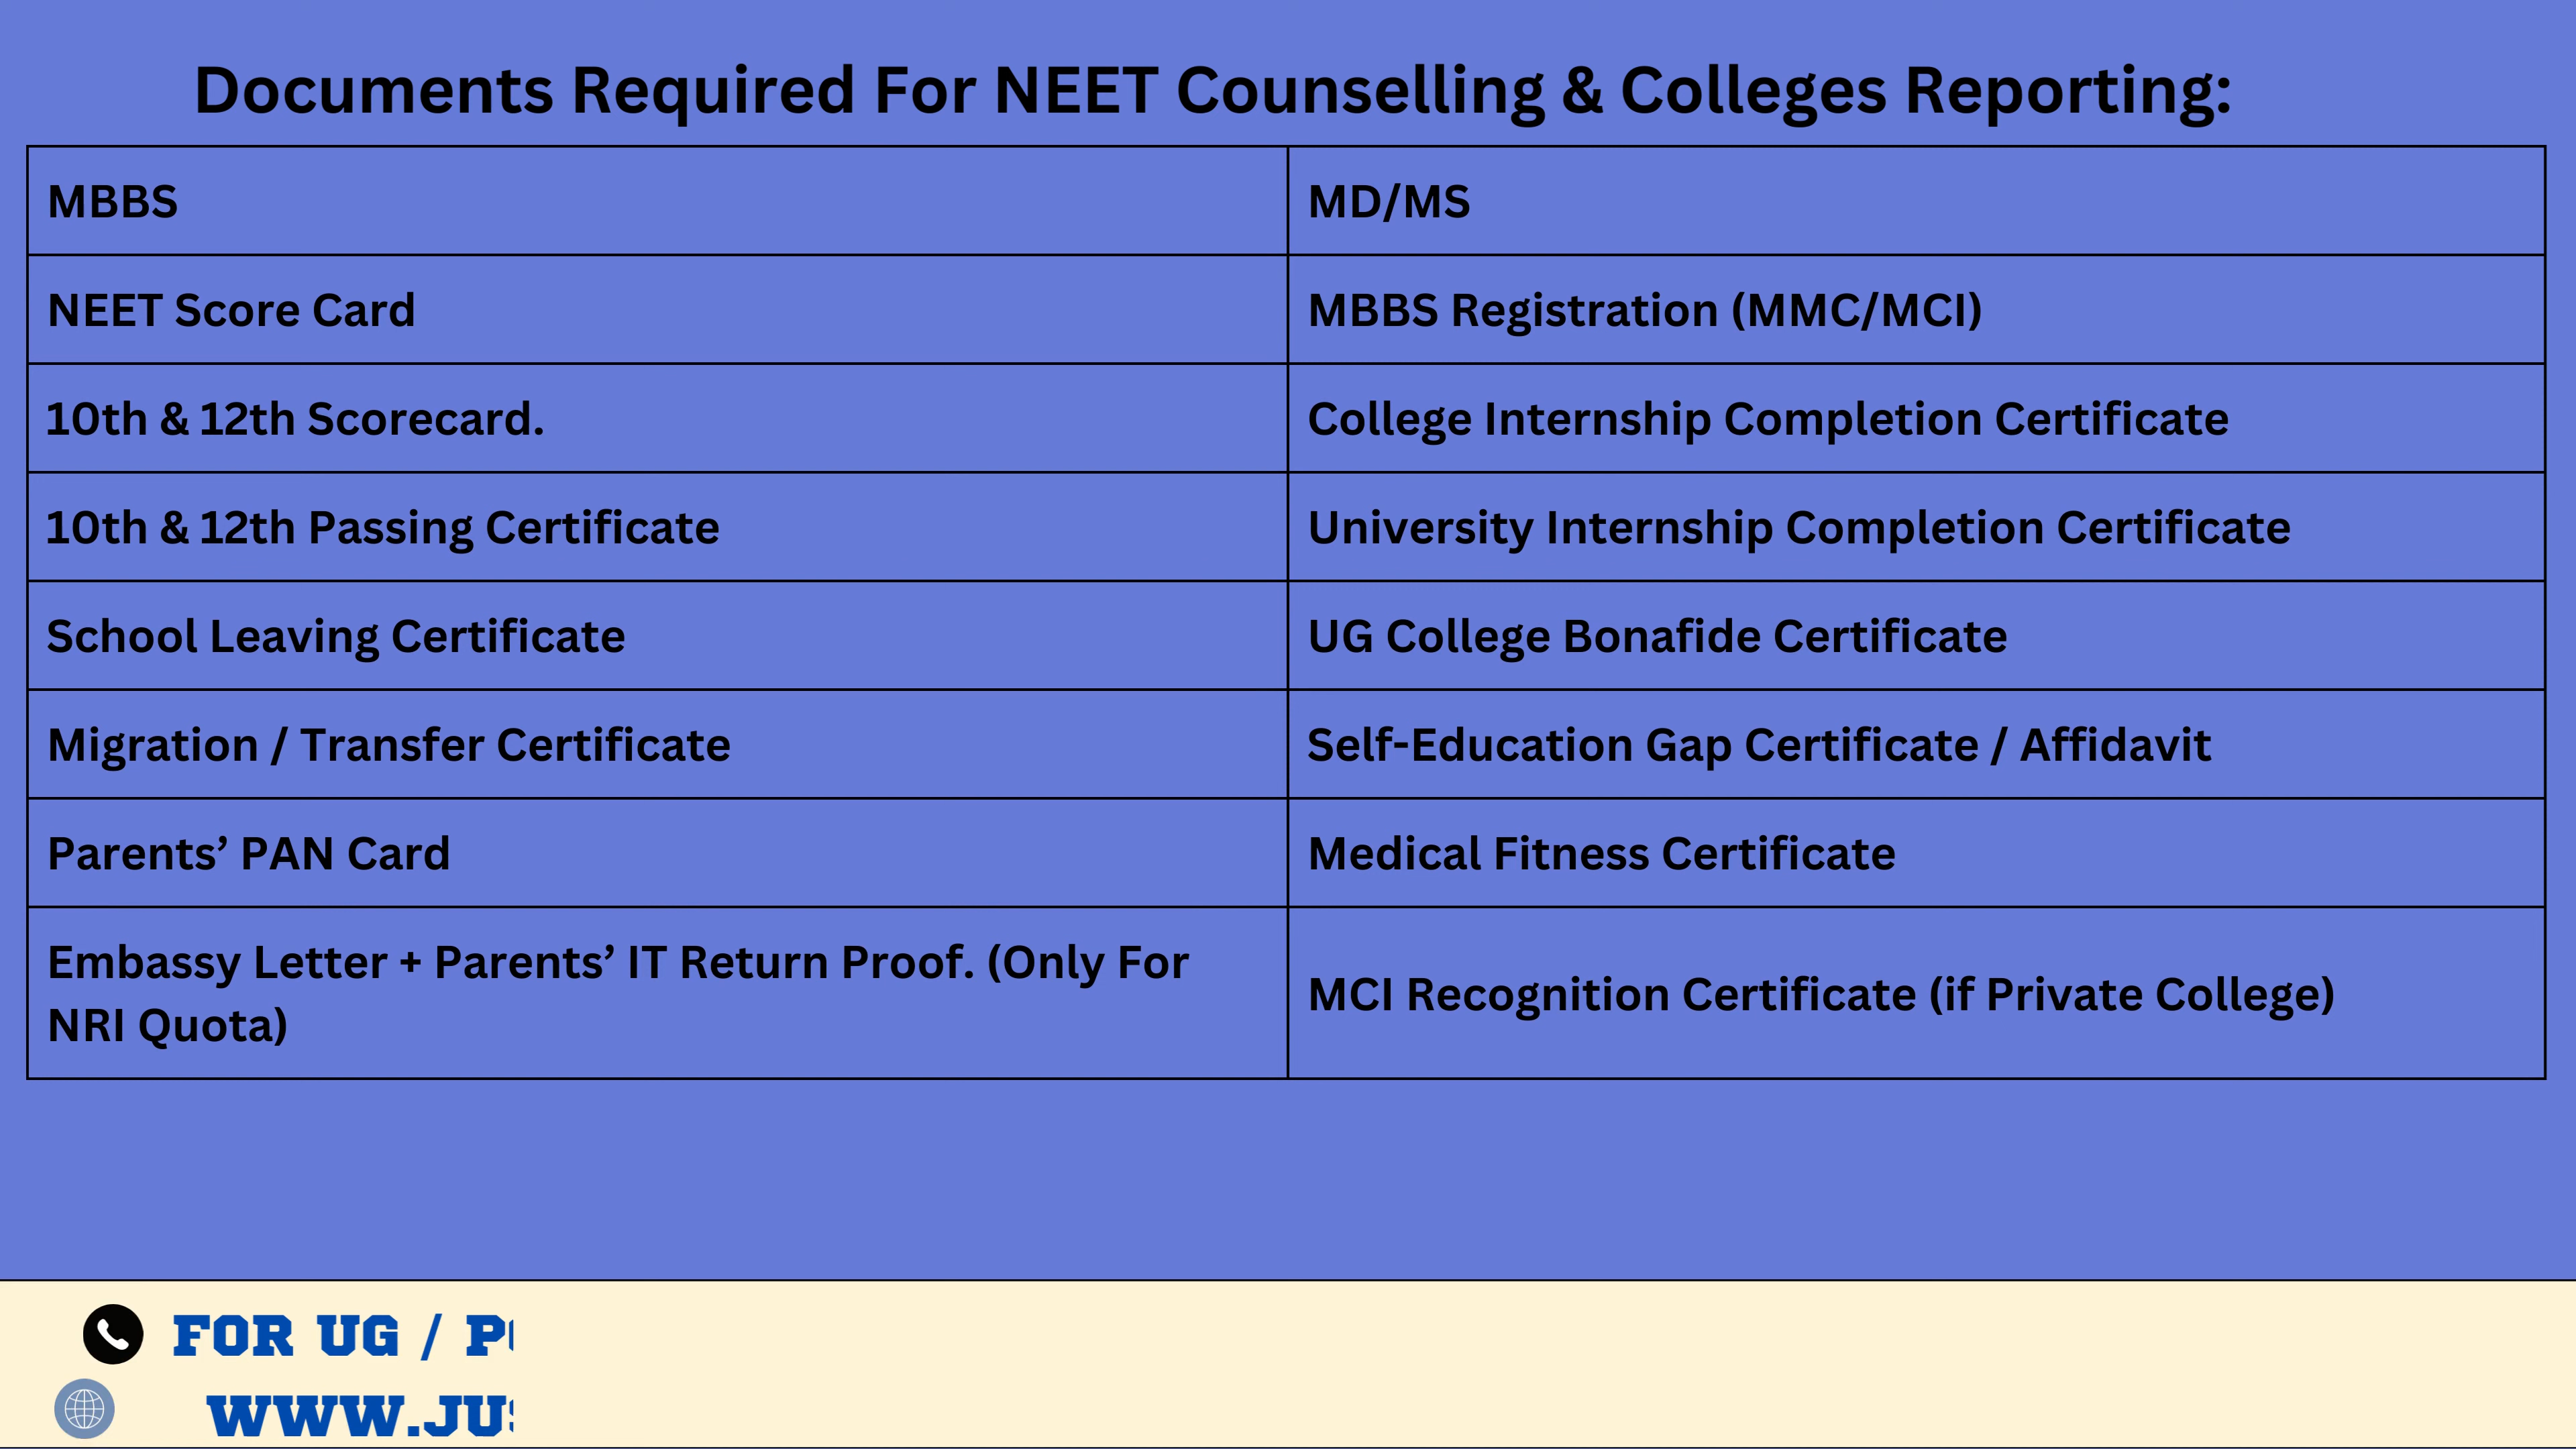 Documents Required For NEET Counselling & Colleges Reporting:
MBBS
MD/MS
NEET Score Card
MBBS Registration (MMC/MCI)
10th & 12th Scorecard.
College Internship Completion Certificate
10th & 12th Passing Certificate
University Internship Completion Certificate
School Leaving Certificate
UG College Bonafide Certificate
Migration / Transfer Certificate
Self-Education Gap Certificate / Affidavit
Parents’ PAN Card
Medical Fitness Certificate
Embassy Letter + Parents’ IT Return Proof. (Only For
NRI Quota)
MCI Recognition Certificate (if Private College)
FOR UG /